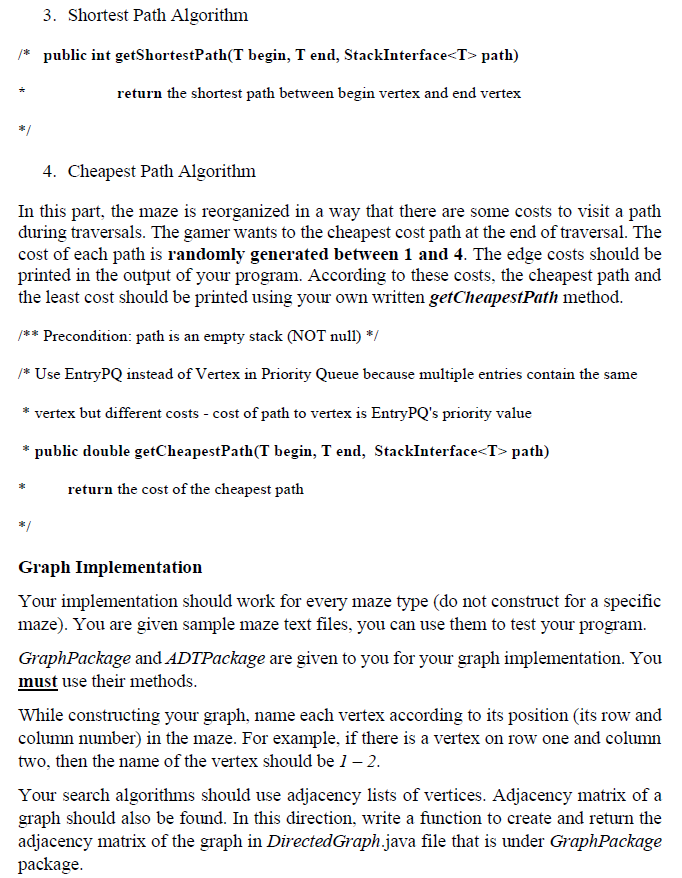 3. Shortest Path Algorithm
/* public int getShortestPath(T begin, T end, StackInterface<T> path)
* return the shortest path between begin vertex and end vertex
*/
4. Cheapest Path Algorithm
In this part, the maze is reorganized in a way that there are some costs to visit a path
during traversals. The gamer wants to the cheapest cost path at the end of traversal. The
cost of each path is randomly generated between 1 and 4. The edge costs should be
printed in the output of your program. According to these costs, the cheapest path and
the least cost should be printed using your own written getCheapestPath method.
/** Precondition: path is an empty stack (NOT null) */
/* Use EntryPQ instead of Vertex in Priority Queue because multiple entries contain the same
* vertex but different costs - cost of path to vertex is EntryPQ's priority value
* public double getCheapestPath(T begin, T end, StackInterface<T> path)
* return the cost of the cheapest path
*/
Graph Implementation
Your implementation should work for every maze type (do not construct for a specific
maze). You are given sample maze text files, you can use them to test your program.
GraphPackage and ADTPackage are given to you for your graph implementation. You
must use their methods.
While constructing your graph, name each vertex according to its position (its row and
column number) in the maze. For example, if there is a vertex on row one and column
two, then the name of the vertex should be 1 – 2.
Your search algorithms should use adjacency lists of vertices. Adjacency matrix of a
graph should also be found. In this direction, write a function to create and return the
adjacency matrix of the graph in DirectedGraph.java file that is under GraphPackage
package.